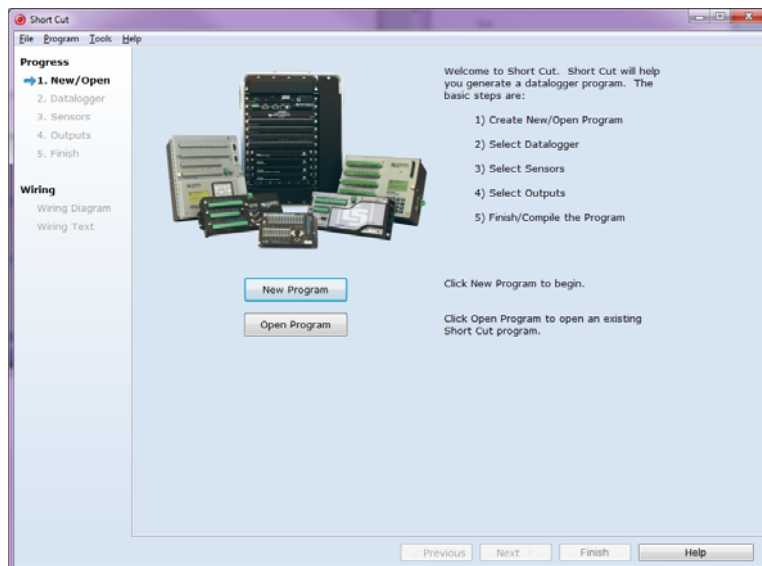 Short Cut
File Program Tools Help
Progress
1. New/Open
2. Datalogger
3. Sensors
4. Outputs
5. Finish
Wiring
Wiring Diagram
Wiring Text
Welcome to Short Cut. Short Cut will help
you generate a datalogger program. The
basic steps are:
1) Create New/Open Program
2) Select Datalogger
3) Select Sensors
4) Select Outputs
5) Finish/Compile the Program
New Program
Click New Program to begin.
Open Program
Click Open Program to open an existing
Short Cut program.
Previous Next Finish Help